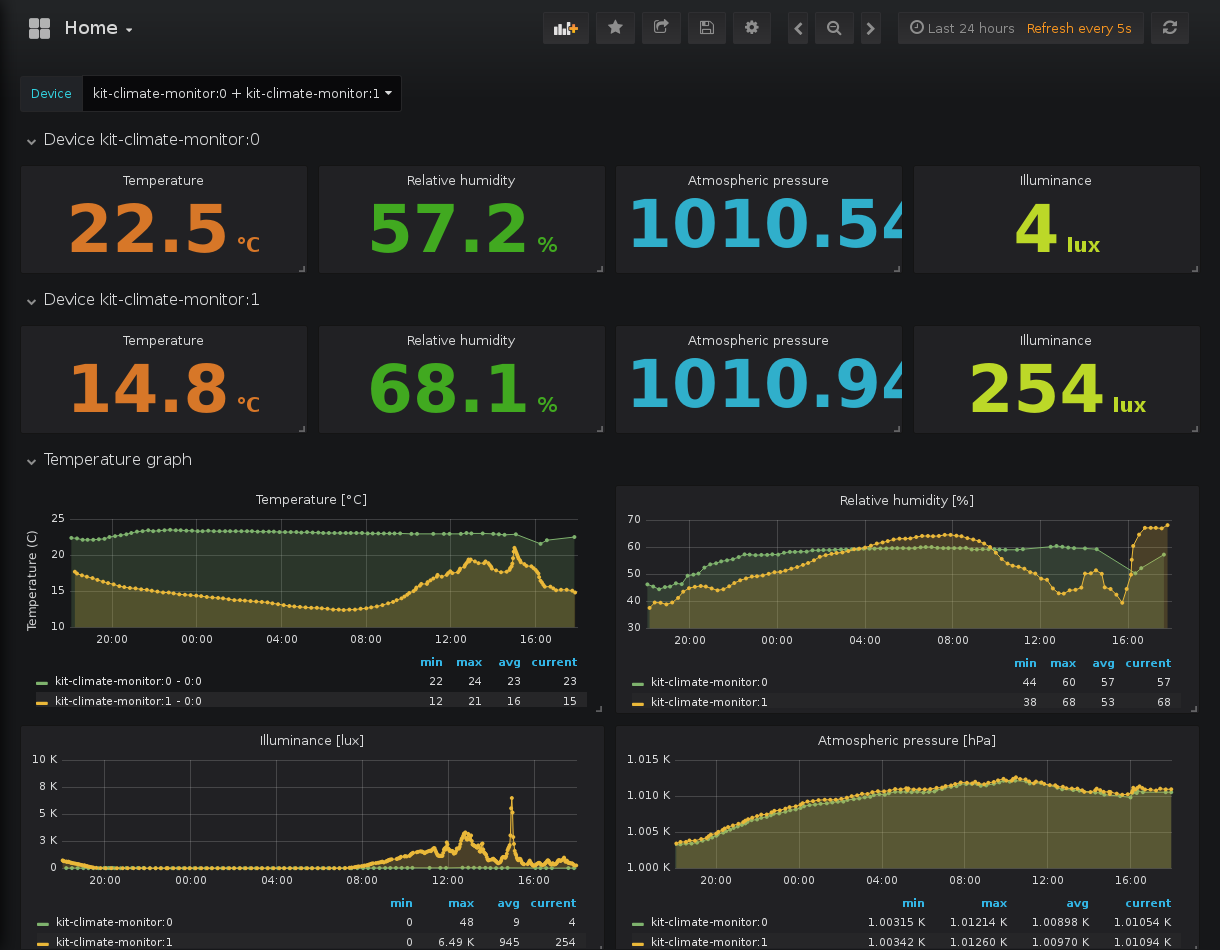 Home
Last 24 hours Refresh every 5s
Device kit-climate-monitor:0 + kit-climate-monitor:1
Device kit-climate-monitor:0
Temperature Relative humidity Atmospheric pressure Illuminance
22.5 °C 57.2 % 1010.54 4 lux
Device kit-climate-monitor:1
Temperature Relative humidity Atmospheric pressure Illuminance
14.8 °C 68.1 % 1010.94 254 lux
Temperature graph
Temperature [°C]
Temperature (C)
25
20
15
10
20:00 00:00 04:00 08:00 12:00 16:00
min max avg current
kit-climate-monitor:0 - 0:0 22 24 23 23
kit-climate-monitor:1 - 0:0 12 21 16 15
Relative humidity [%]
70
60
50
40
30
20:00 00:00 04:00 08:00 12:00 16:00
min max avg current
kit-climate-monitor:0 44 60 57 57
kit-climate-monitor:1 38 68 53 68
Illuminance [lux]
10 K
8 K
5 K
3 K
0
20:00 00:00 04:00 08:00 12:00 16:00
min max avg current
kit-climate-monitor:0 0 48 9 4
kit-climate-monitor:1 0 6.49 K 945 254
Atmospheric pressure [hPa]
1.015 K
1.010 K
1.005 K
1.000 K
20:00 00:00 04:00 08:00 12:00 16:00
min max avg current
kit-climate-monitor:0 1.00315 K 1.01214 K 1.00898 K 1.01054 K
kit-climate-monitor:1 1.00342 K 1.01260 K 1.00970 K 1.01094 K